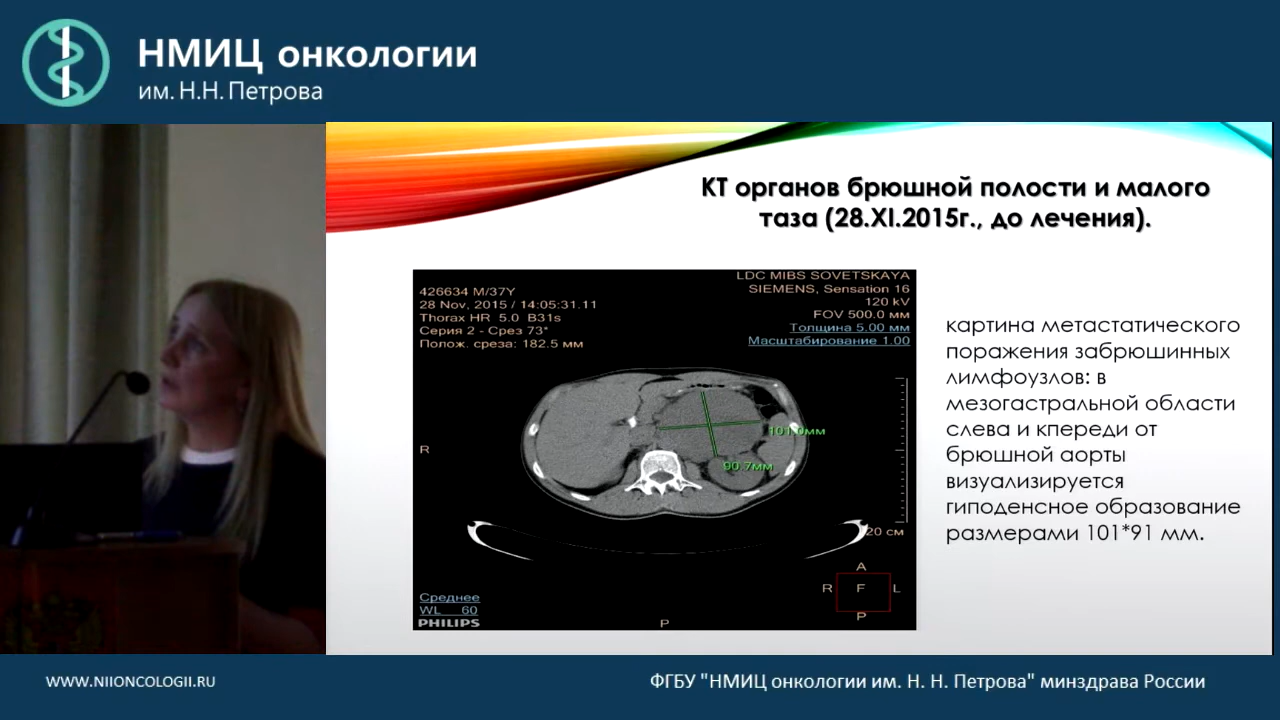 НМИЦ онкологии
им. Н.Н. Петрова
КТ органов брюшной полости и малого
таза (28.XI.2015г., до лечения).
426634 M/37Y
28 Nov, 2015 / 14:05:31.11
Thorax HR 5.0 B31s
Серия 2 - Срез 73*
Полож. среза: 182.5 мм
LDC MIBS SOVETSKAYA
SIEMENS, Sensation 16
120 kV
FOV 500.0 мм
Толщина 5.00 мм
Масштабирование 1.00
101.0мм
R
90.7мм
20 см
A
R F L
P
Среднее
WL 60
PHILIPS
P
картина метастатического
поражения забрюшинных
лимфоузлов: в
мезогастральной области
слева и кпереди от
брюшной аорты
визуализируется
гиподенсное образование
размерами 101*91 мм.
WWW.NIIONCOLOGII.RU
ФГБУ "НМИЦ онкологии им. Н. Н. Петрова" минздрава России